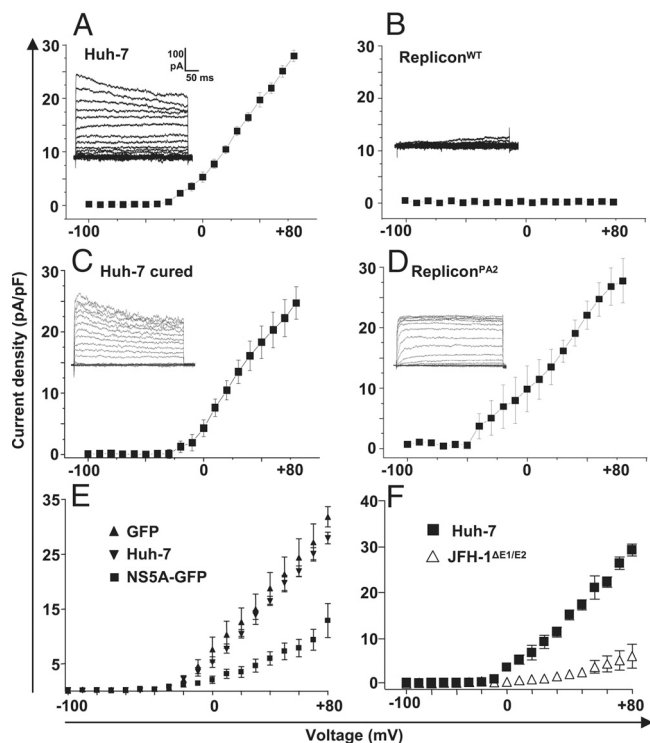 A
Huh-7
100
pA
50 ms
30
20
10
0
-100
0
+80
B
Replicon^WT
30
20
10
0
-100
0
+80
C
Huh-7 cured
30
20
10
0
-100
0
+80
D
Replicon^PA2
30
20
10
0
-100
0
+80
E
GFP
Huh-7
NS5A-GFP
35
25
15
5
-100
0
+80
F
Huh-7
JFH-1^ΔE1/E2
40
30
20
10
0
-100
0
+80
Current density (pA/pF)
Voltage (mV)